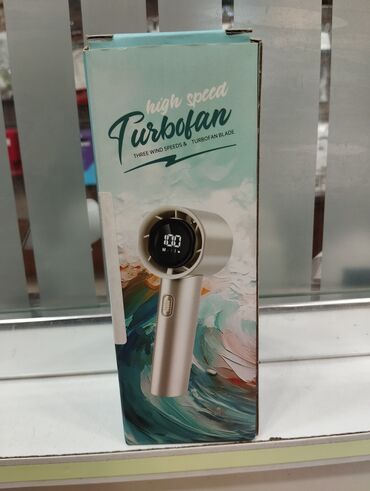 high speed
Turbofan
THREE WIND SPEEDS & TURBOFAN BLADE
100